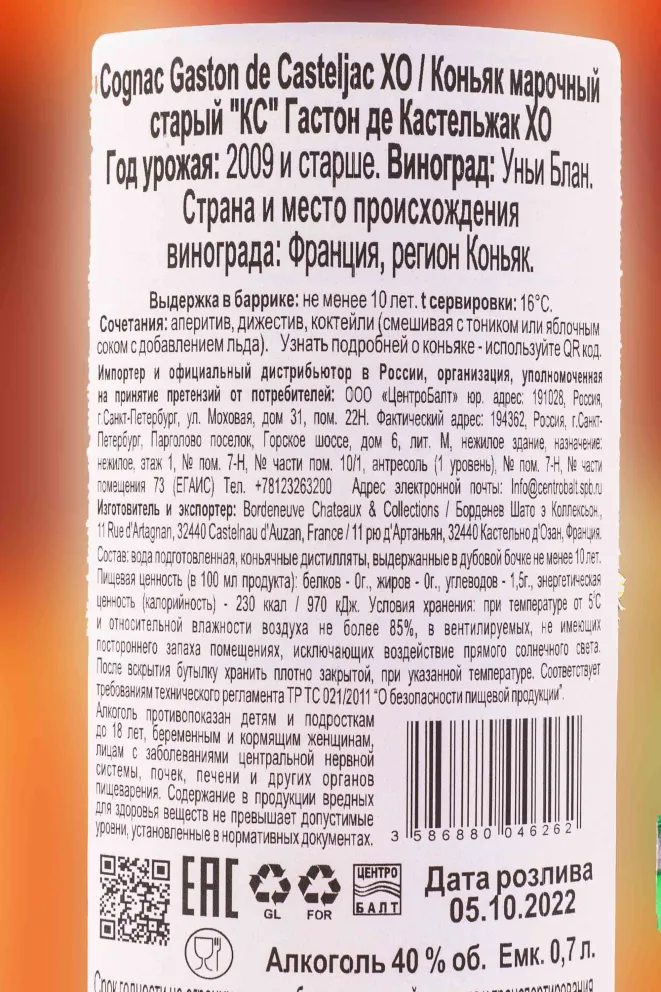 Cognac Gaston de Casteljac XO / Коньяк марочный
старый "КС" Гастон де Кастельжак ХО
Год урожая: 2009 и старше. Виноград: Уньи Блан.
Страна и место происхождения
винограда: Франция, регион Коньяк.
Выдержка в баррике: не менее 10 лет. t сервировки: 16°C.
Сочетания: аперитив, дижестив, коктейли (смешивая с тоником или яблочным
соком с добавлением льда). Узнать подробней о коньяке - используйте QR код.
Импортер и официальный дистрибьютор в России, организация, уполномоченная
на принятие претензий от потребителей: ООО «ЦентроБалт» юр. адрес: 191028, Россия,
г.Санкт-Петербург, ул. Моховая, дом 31, пом. 22Н. Фактический адрес: 194362, Россия, г.Санкт-
Петербург, Парголово поселок, Горское шоссе, дом 6, лит. М, нежилое здание, назначение:
нежилое, этаж 1, № пом. 7-Н, № части пом. 10/1, антресоль (1 уровень), № пом. 7-Н, № части
помещения 73 (ЕГАИС) Тел. +78123263200 Адрес электронной почты: Info@centrobalt.spb.ru
Изготовитель и экспортер: Bordeneuve Chateaux & Collections / Борденев Шато э Коллексьон,
11 Rue d'Artagnan, 32440 Castelnau d'Auzan, France / 11 рю д'Артаньян, 32440 Кастельно д'Озан, Франция.
Состав: вода подготовленная, коньячные дистилляты, выдержанные в дубовой бочке не менее 10 лет.
Пищевая ценность (в 100 мл продукта): белков - 0г., жиров - 0г., углеводов - 1,5г., энергетическая
ценность (калорийность) - 230 ккал / 970 кДж. Условия хранения: при температуре от 5°C
и относительной влажности воздуха не более 85%, в вентилируемых, не имеющих
постороннего запаха помещениях, исключающих воздействие прямого солнечного света.
После вскрытия бутылку хранить плотно закрытой, при указанной температуре. Соответствует
требованиям технического регламента ТР ТС 021/2011 "О безопасности пищевой продукции".
Алкоголь противопоказан детям и подросткам
до 18 лет, беременным и кормящим женщинам,
лицам с заболеваниями центральной нервной
системы, почек, печени и других органов
пищеварения. Содержание в продукции вредных
для здоровья веществ не превышает допустимые
уровни, установленные в нормативных документах.
3 586880 046262
EAC
GL
FOR
ЦЕНТРО
БАЛТ
Дата розлива
05.10.2022
Алкоголь 40 % об. Емк. 0,7 л.
Срок годности не